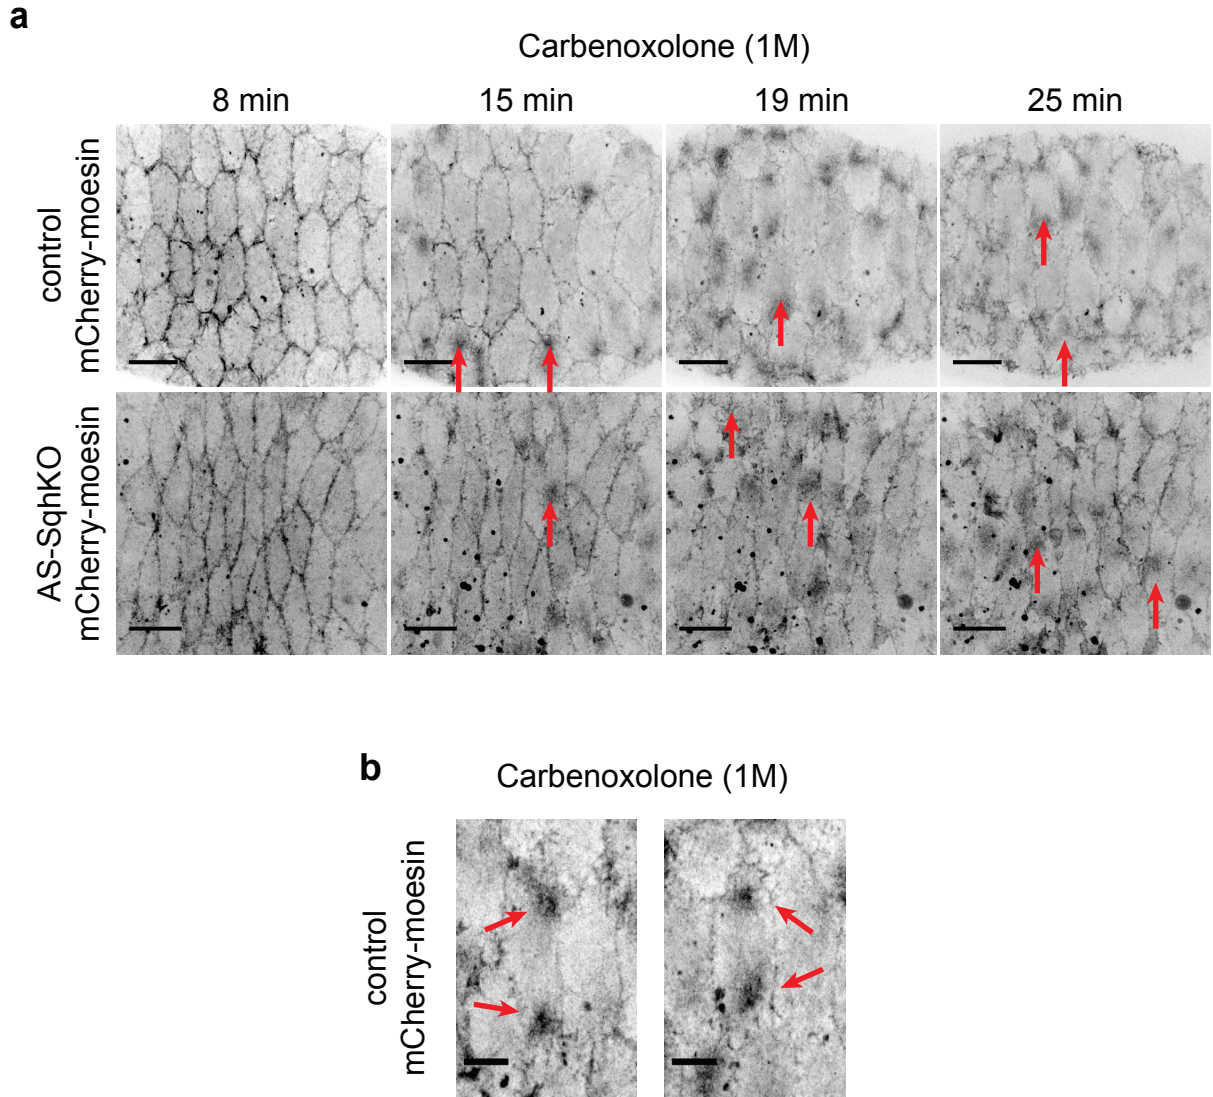 a
Carbenoxolone (1M)
8 min
15 min
19 min
25 min
control
mCherry-moesin
AS-SqhKO
mCherry-moesin
b
Carbenoxolone (1M)
control
mCherry-moesin